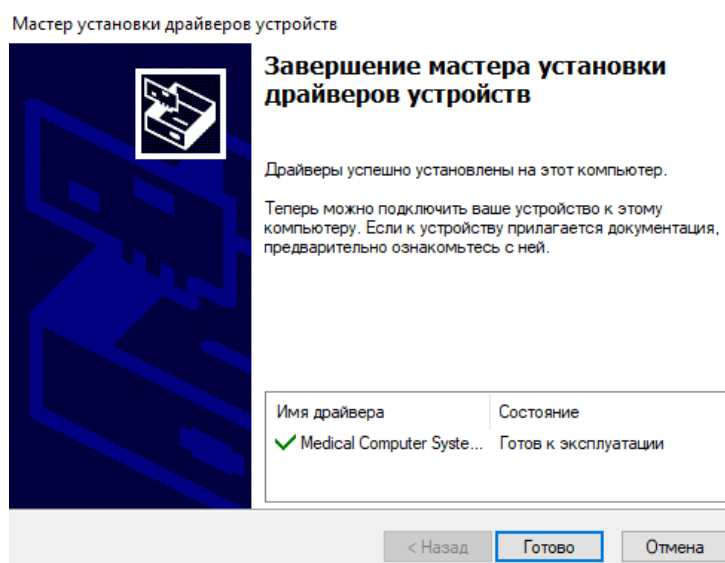 Мастер установки драйверов устройств
Завершение мастера установки
драйверов устройств
Драйверы успешно установлены на этот компьютер.
Теперь можно подключить ваше устройство к этому
компьютеру. Если к устройству прилагается документация,
предварительно ознакомьтесь с ней.
Имя драйвера Состояние
Medical Computer Syste... Готов к эксплуатации
< Назад Готово Отмена